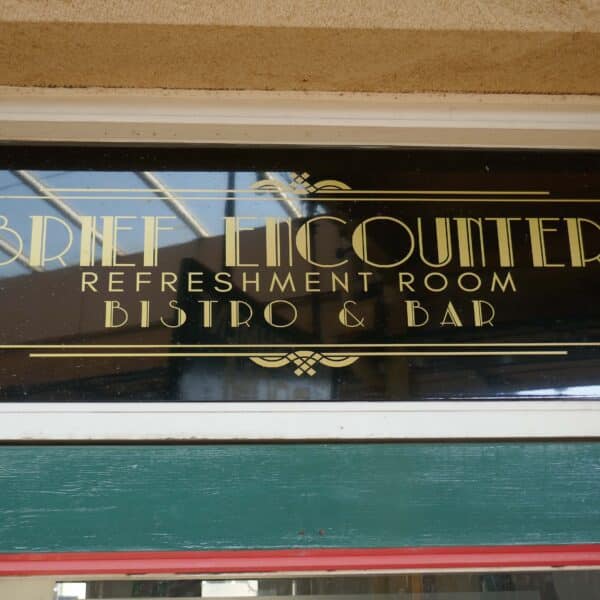 BRIEF ENCOUNTER
REFRESHMENT ROOM
BISTRO & BAR